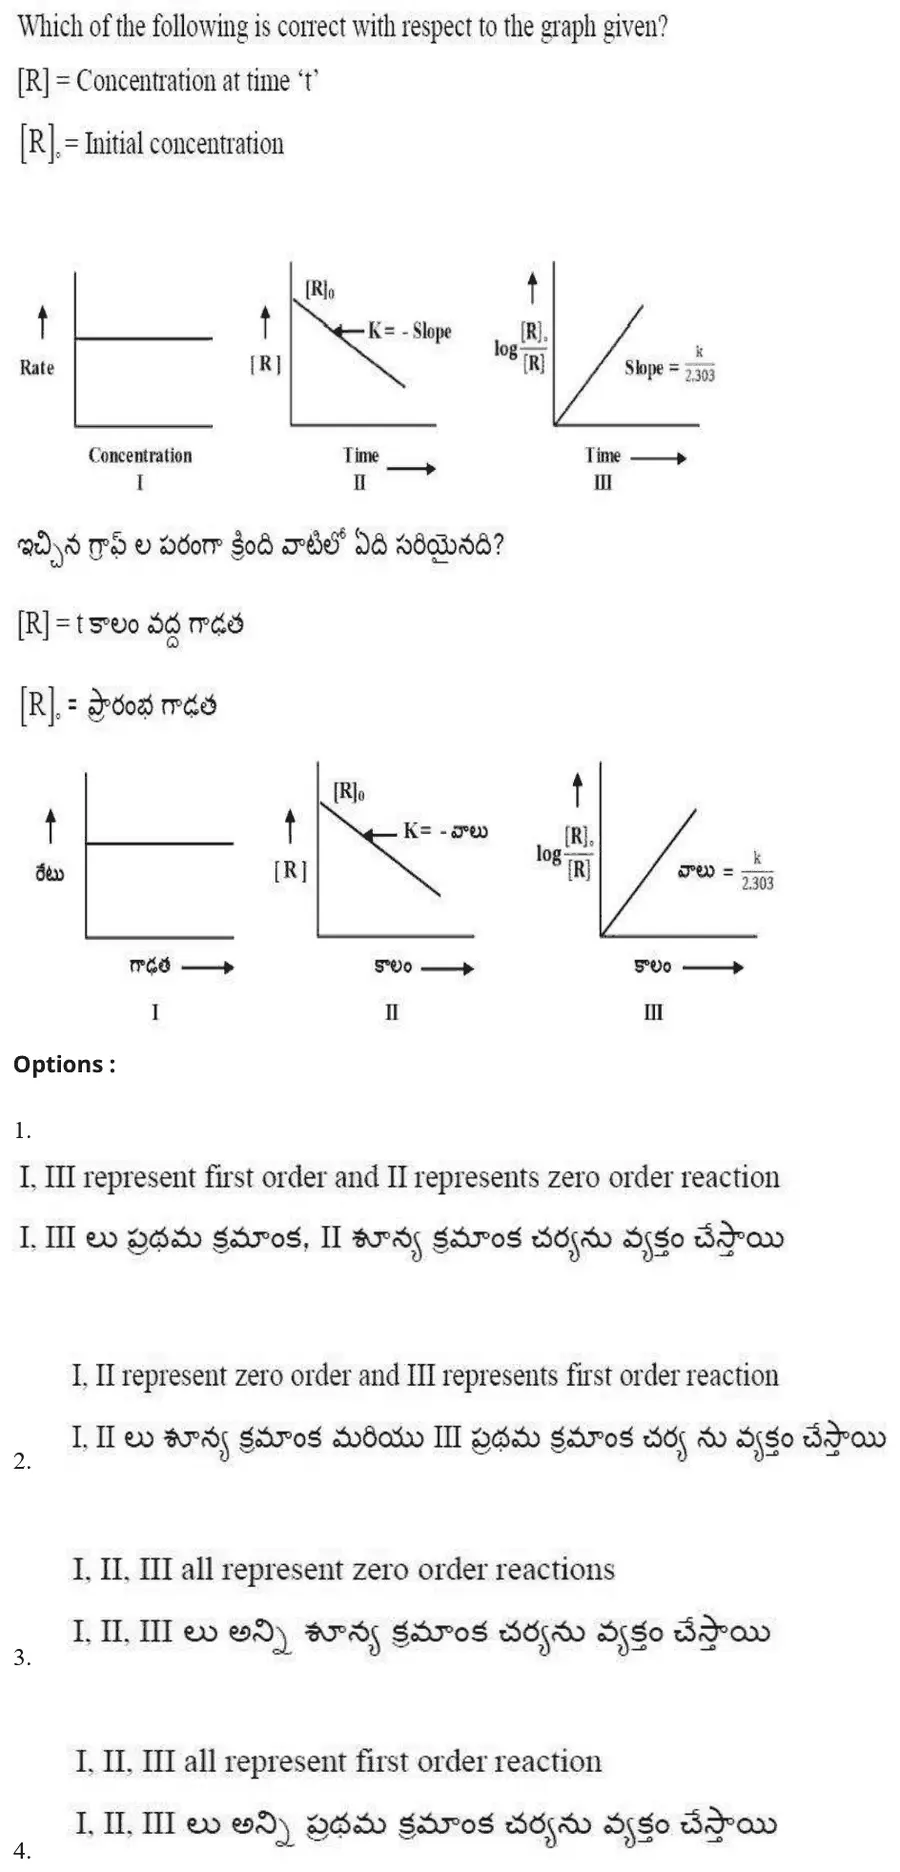 Which of the following is correct with respect to the graph given?
[R] = Concentration at time ‘t’
[R]₀ = Initial concentration
[R]₀
K = - Slope
Rate
[R]
log [R]₀/[R]
Slope = k/2.303
Concentration
Time
Time
I
II
III
ఇచ్చిన గ్రాఫ్ ల పరంగా క్రింది వాటిలో ఏది సరియైనది?
[R] = t కాలం వద్ద గాఢత
[R]₀ = ప్రారంభ గాఢత
[R]₀
K = - వాలు
రేటు
[R]
log [R]₀/[R]
వాలు = k/2.303
గాఢత
కాలం
కాలం
I
II
III
Options :
1.
I, III represent first order and II represents zero order reaction
I, III లు ప్రథమ క్రమాంక, II శూన్య క్రమాంక చర్యను వ్యక్తం చేస్తాయి
I, II represent zero order and III represents first order reaction
I, II లు శూన్య క్రమాంక మరియు III ప్రథమ క్రమాంక చర్య ను వ్యక్తం చేస్తాయి
2.
I, II, III all represent zero order reactions
I, II, III లు అన్ని శూన్య క్రమాంక చర్యను వ్యక్తం చేస్తాయి
3.
I, II, III all represent first order reaction
I, II, III లు అన్ని ప్రథమ క్రమాంక చర్యను వ్యక్తం చేస్తాయి
4.